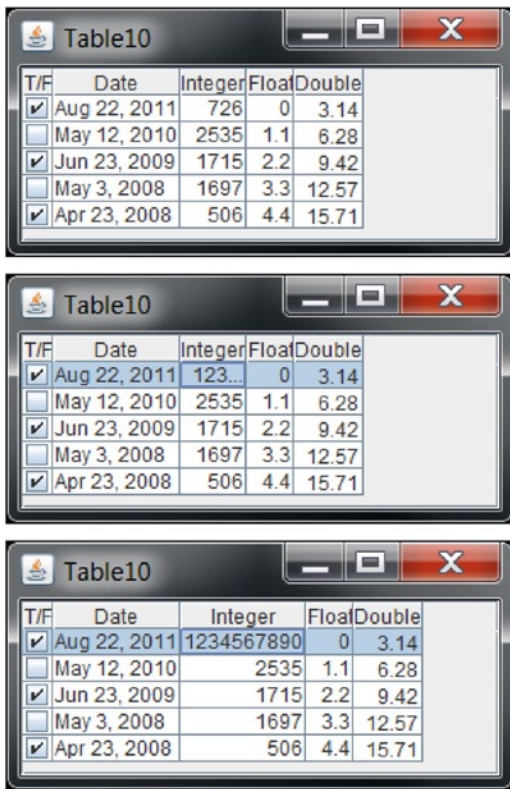 Table10
T/F Date Integer Float Double
Aug 22, 2011 726 0 3.14
May 12, 2010 2535 1.1 6.28
Jun 23, 2009 1715 2.2 9.42
May 3, 2008 1697 3.3 12.57
Apr 23, 2008 506 4.4 15.71
Table10
T/F Date Integer Float Double
Aug 22, 2011 123... 0 3.14
May 12, 2010 2535 1.1 6.28
Jun 23, 2009 1715 2.2 9.42
May 3, 2008 1697 3.3 12.57
Apr 23, 2008 506 4.4 15.71
Table10
T/F Date Integer Float Double
Aug 22, 2011 1234567890 0 3.14
May 12, 2010 2535 1.1 6.28
Jun 23, 2009 1715 2.2 9.42
May 3, 2008 1697 3.3 12.57
Apr 23, 2008 506 4.4 15.71